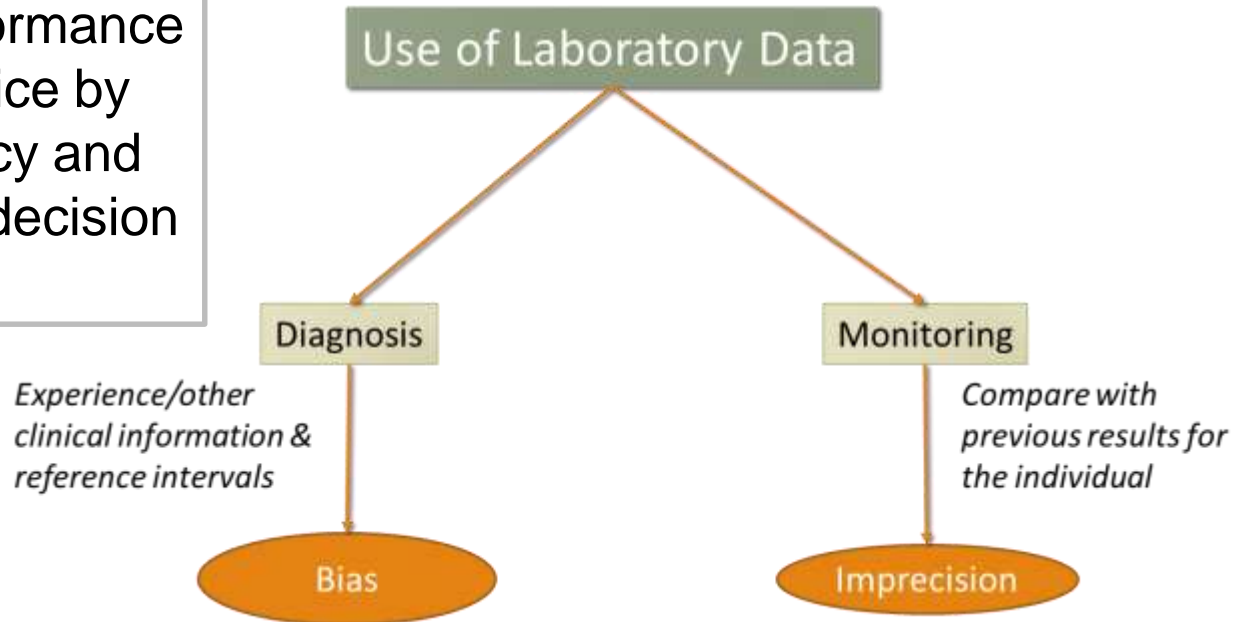 ormance
ice by
cy and
decision
Use of Laboratory Data
Diagnosis
Monitoring
Experience/other
clinical information &
reference intervals
Compare with
previous results for
the individual
Bias
Imprecision